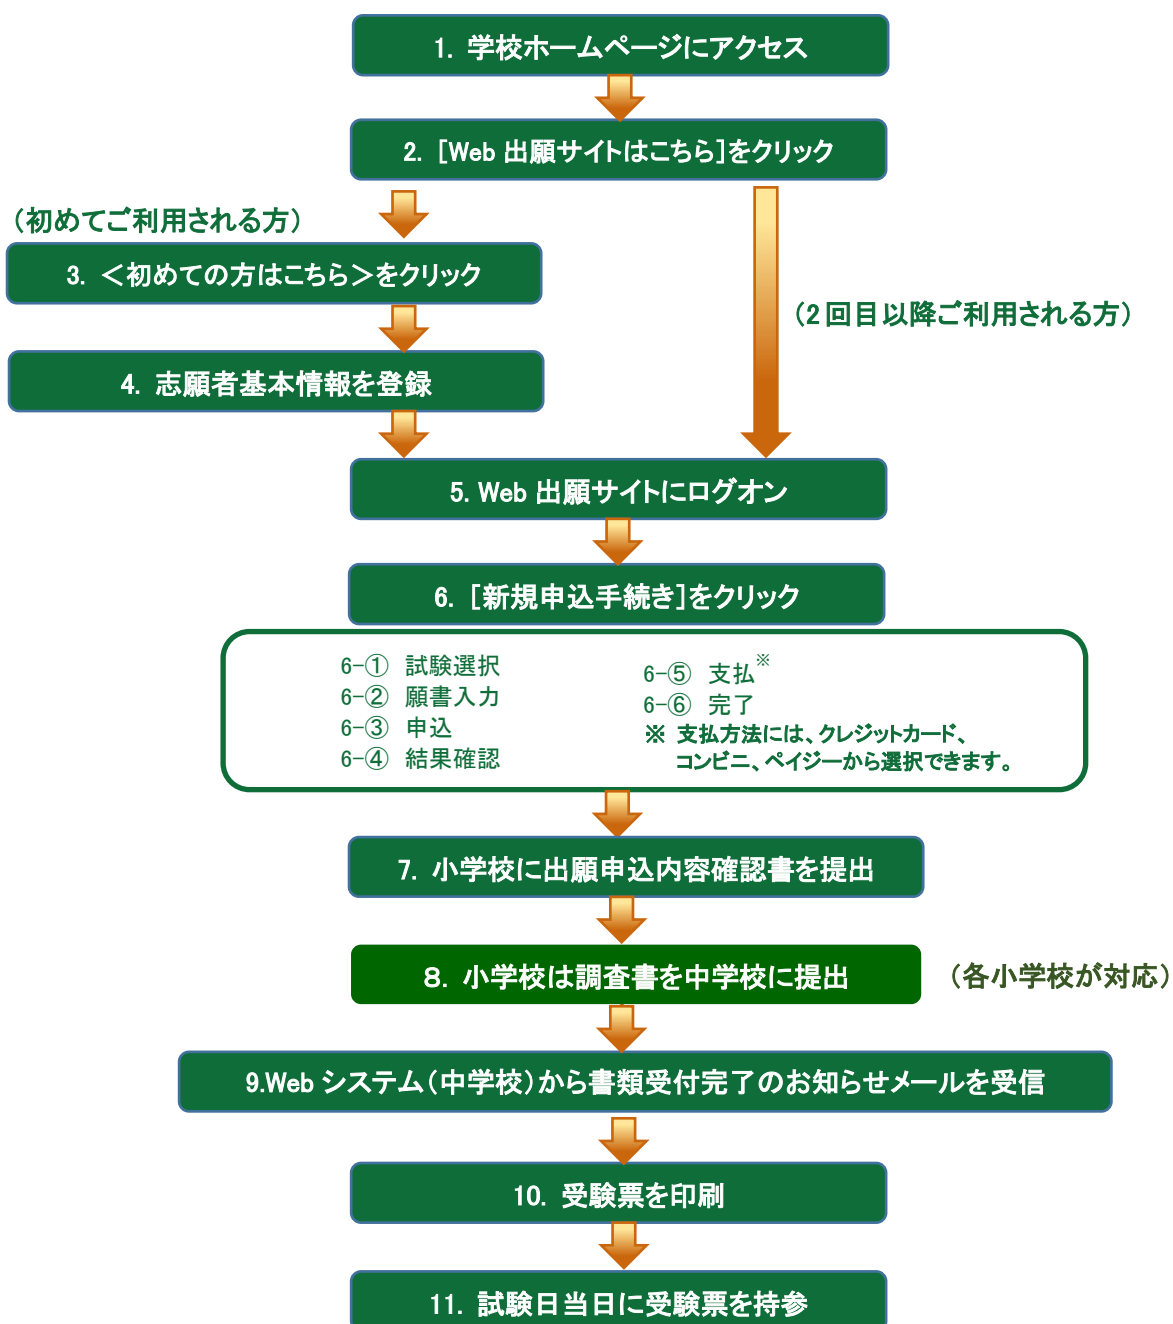 1. 学校ホームページにアクセス
2. [Web 出願サイトはこちら]をクリック
（初めてご利用される方）
3. ＜初めての方はこちら＞をクリック
（2 回目以降ご利用される方）
4. 志願者基本情報を登録
5. Web 出願サイトにログオン
6. [新規申込手続き]をクリック
6-① 試験選択
6-② 願書入力
6-③ 申込
6-④ 結果確認
6-⑤ 支払※
6-⑥ 完了
※ 支払方法には、クレジットカード、
コンビニ、ペイジーから選択できます。
7. 小学校に出願申込内容確認書を提出
８. 小学校は調査書を中学校に提出
（各小学校が対応）
9.Web システム（中学校）から書類受付完了のお知らせメールを受信
10. 受験票を印刷
11. 試験日当日に受験票を持参